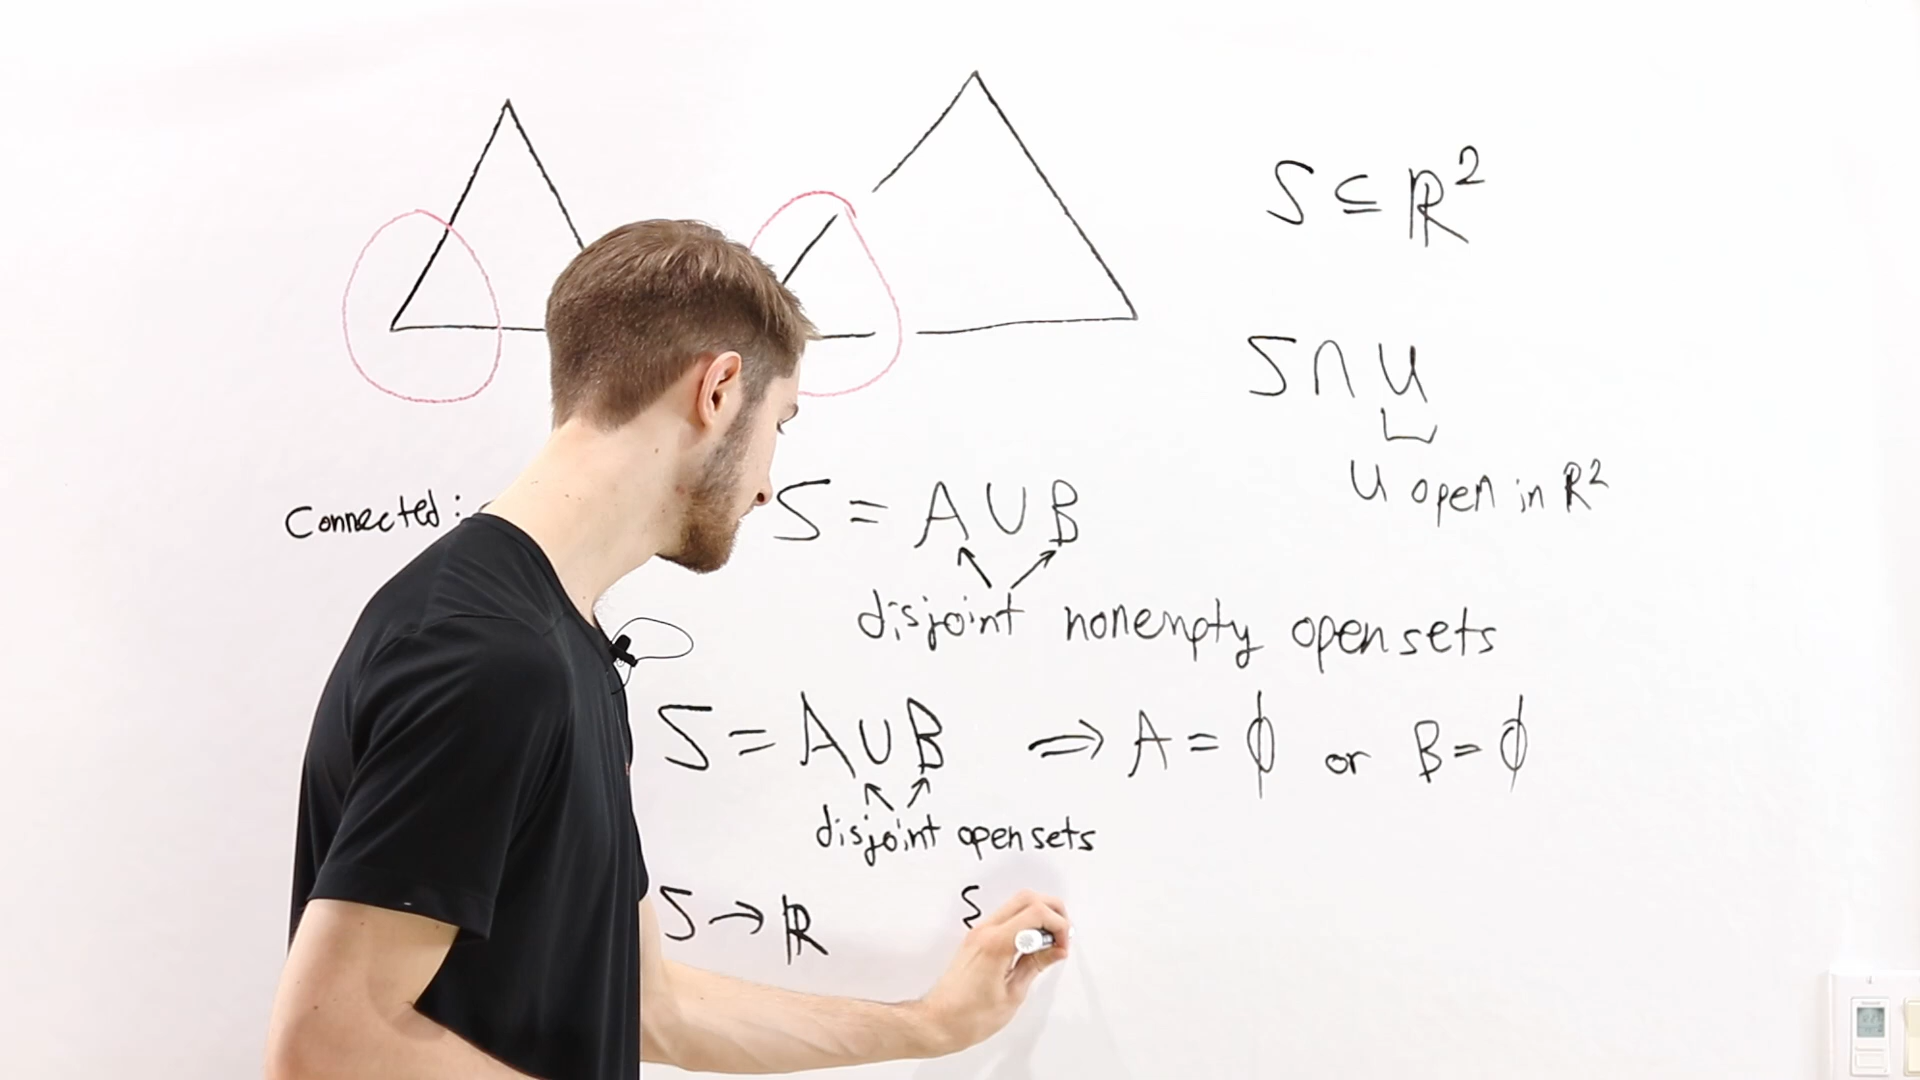 S ⊆ ℝ²
S ∩ U
U open in ℝ²
Connected:
S = A ∪ B
disjoint nonempty open sets
S = A ∪ B ⇒ A = ϕ or B = ϕ
disjoint open sets
S → ℝ {